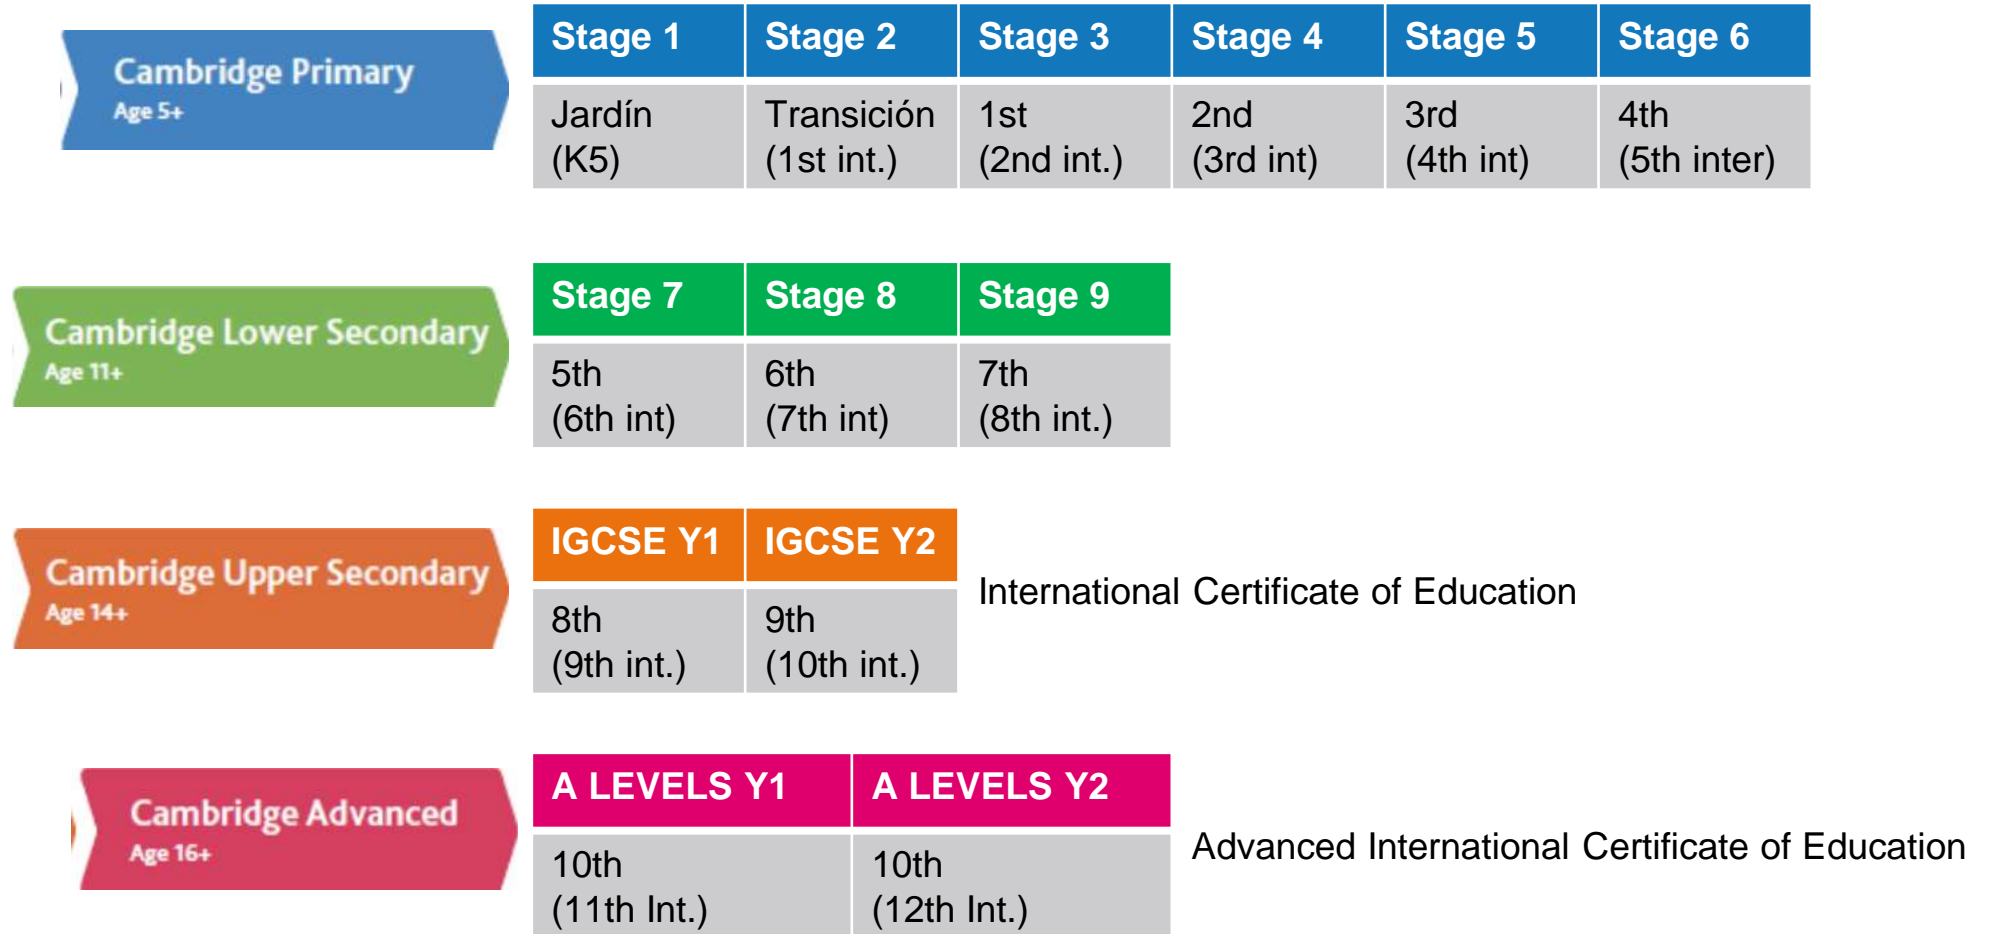 Cambridge Primary
Age 5+
Stage 1 Stage 2 Stage 3 Stage 4 Stage 5 Stage 6
Jardín Transición 1st 2nd 3rd 4th
(K5) (1st int.) (2nd int.) (3rd int) (4th int) (5th inter)
Cambridge Lower Secondary
Age 11+
Stage 7 Stage 8 Stage 9
5th 6th 7th
(6th int) (7th int) (8th int.)
Cambridge Upper Secondary
Age 14+
IGCSE Y1 IGCSE Y2
8th 9th
(9th int.) (10th int.)
International Certificate of Education
Cambridge Advanced
Age 16+
A LEVELS Y1 A LEVELS Y2
10th 10th
(11th Int.) (12th Int.)
Advanced International Certificate of Education